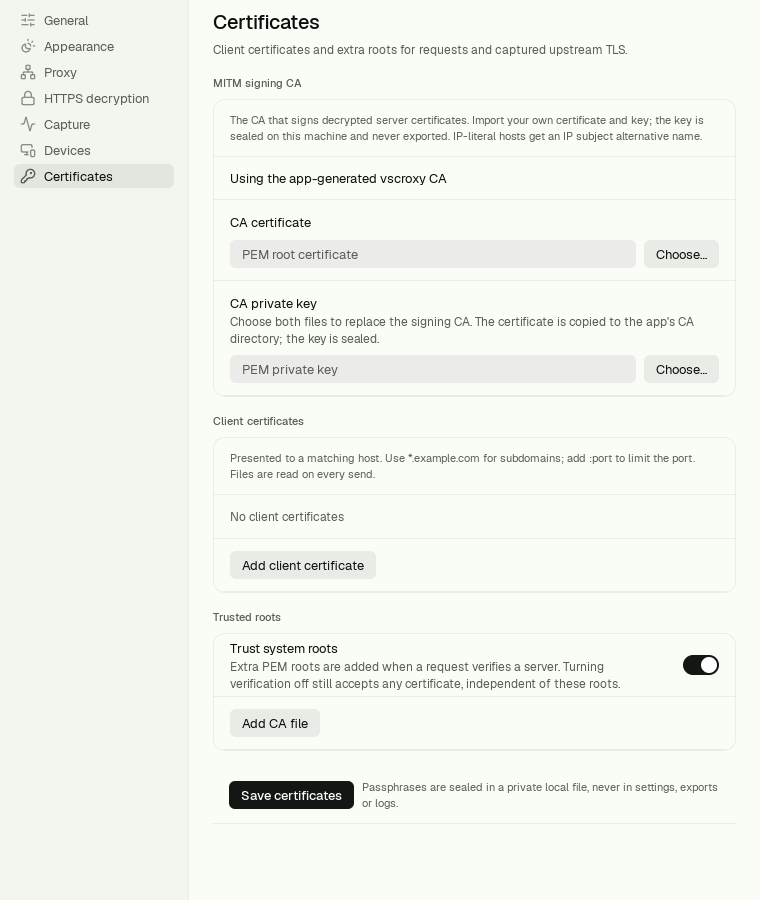 General
Appearance
Proxy
HTTPS decryption
Capture
Devices
Certificates
Certificates
Client certificates and extra roots for requests and captured upstream TLS.
MITM signing CA
The CA that signs decrypted server certificates. Import your own certificate and key; the key is
sealed on this machine and never exported. IP-literal hosts get an IP subject alternative name.
Using the app-generated vscroxy CA
CA certificate
PEM root certificate
Choose…
CA private key
Choose both files to replace the signing CA. The certificate is copied to the app's CA
directory; the key is sealed.
PEM private key
Choose…
Client certificates
Presented to a matching host. Use *.example.com for subdomains; add :port to limit the port.
Files are read on every send.
No client certificates
Add client certificate
Trusted roots
Trust system roots
Extra PEM roots are added when a request verifies a server. Turning
verification off still accepts any certificate, independent of these roots.
Add CA file
Save certificates
Passphrases are sealed in a private local file, never in settings, exports
or logs.